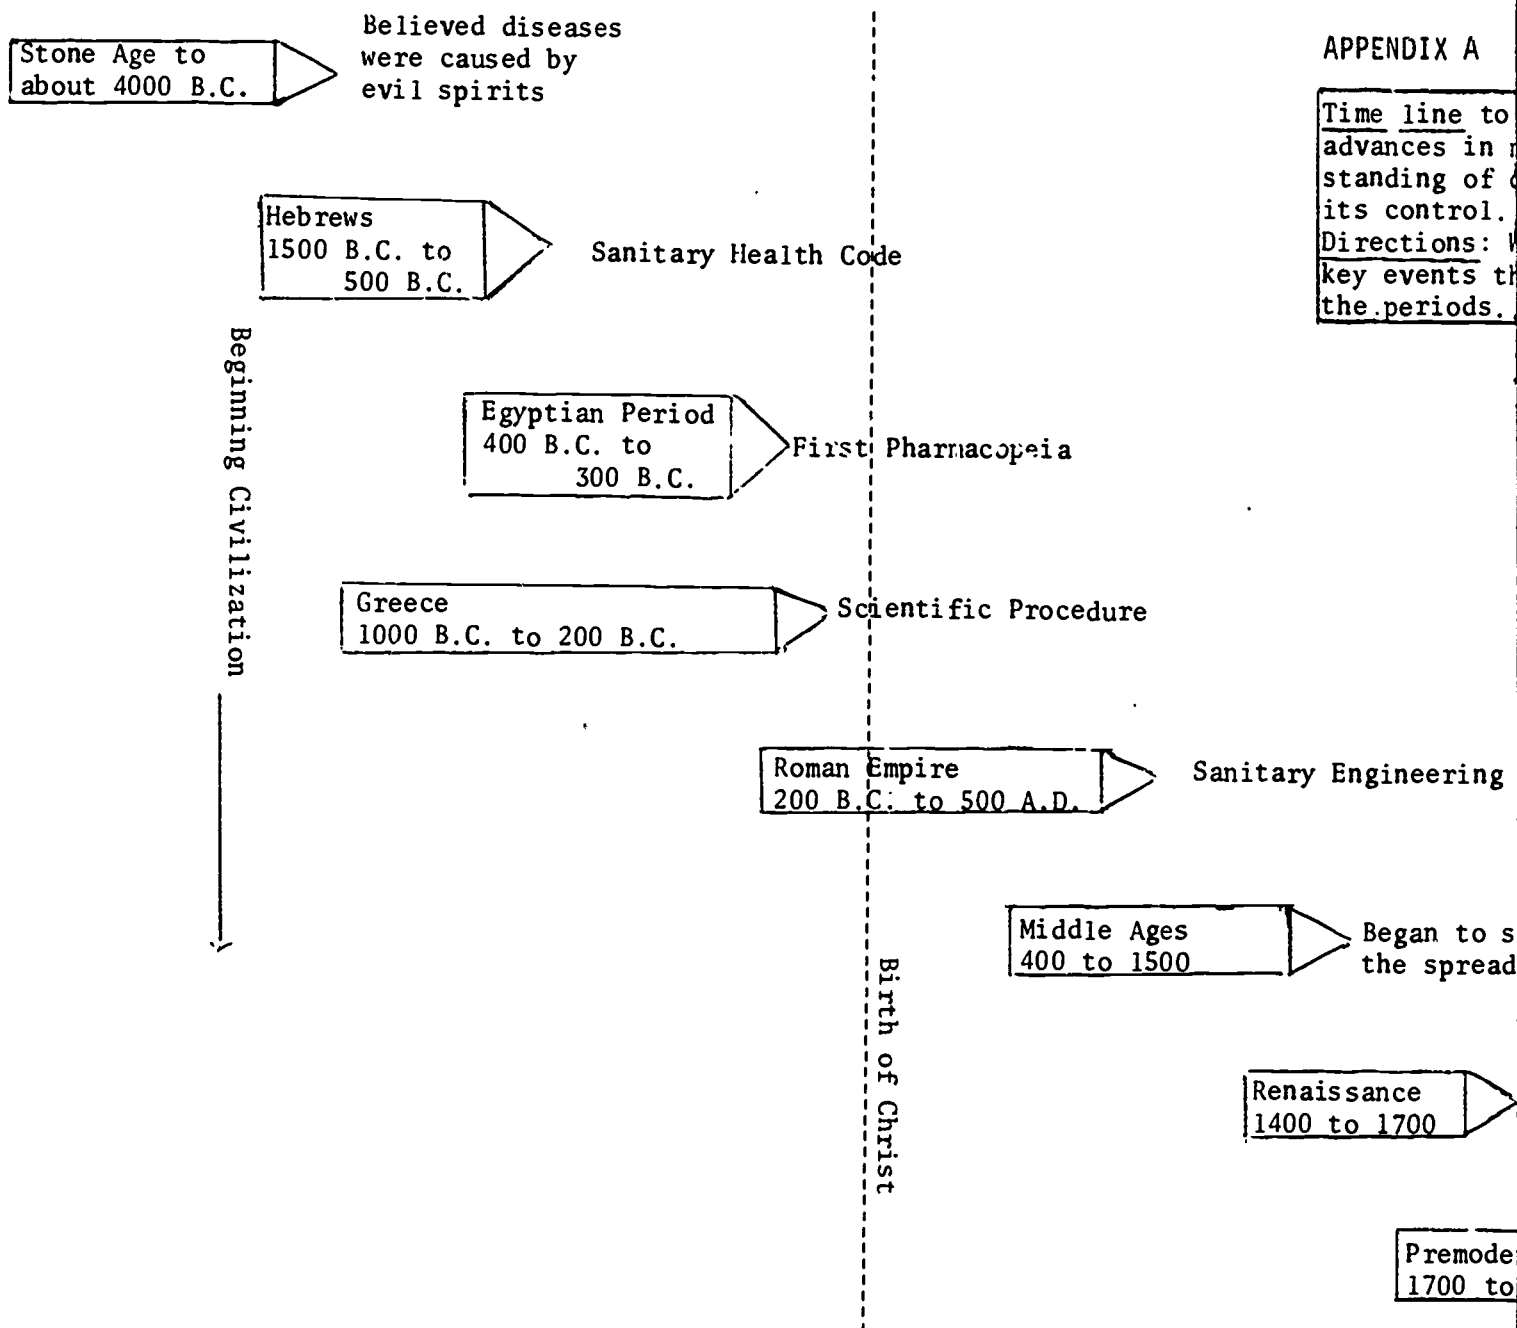 Stone Age to
about 4000 B.C.
Believed diseases
were caused by
evil spirits
APPENDIX A
Time line to
advances in
standing of
its control.
Directions:
key events
the periods.
Hebrews
1500 B.C. to
500 B.C.
Sanitary Health Code
Beginning Civilization
Egyptian Period
400 B.C. to
300 B.C.
First Pharmacopeia
Greece
1000 B.C. to 200 B.C.
Scientific Procedure
Roman Empire
200 B.C. to 500 A.D.
Sanitary Engineering
Middle Ages
400 to 1500
Began to s
the spread
Birth of Christ
Renaissance
1400 to 1700
Premode
1700 to